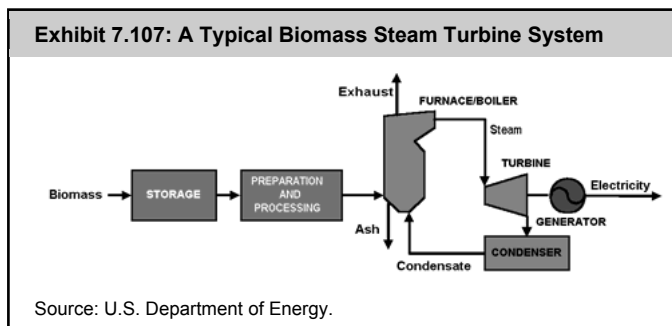 Exhibit 7.107: A Typical Biomass Steam Turbine System
Exhaust
FURNACE/BOILER
Steam
TURBINE
Biomass
STORAGE
PREPARATION
AND
PROCESSING
Electricity
GENERATOR
Ash
CONDENSER
Condensate
Source: U.S. Department of Energy.